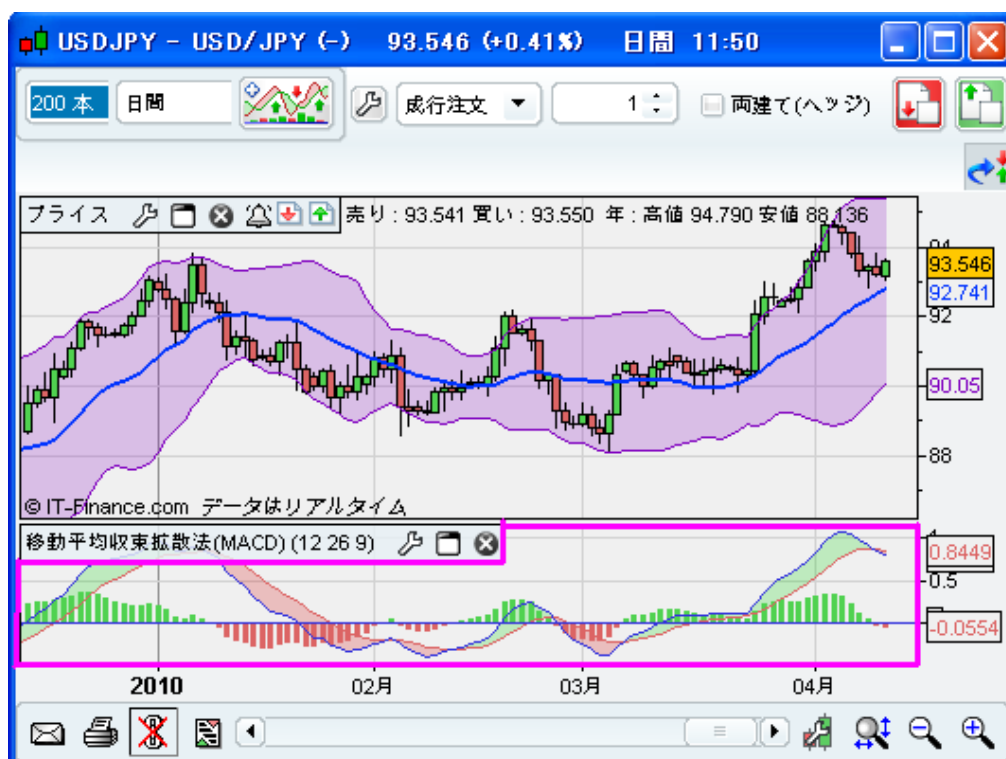 USDJPY - USD/JPY (-) 93.546 (+0.41%) 日間 11:50
200 本 日間 成行注文 1 両建て(ヘッジ)
プライス 売り : 93.541 買い : 93.550 年 : 高値 94.790 安値 88.136
94
93.546
92.741
92
90.05
88
© IT-Finance.com データはリアルタイム
移動平均収束拡散法(MACD) (12 26 9)
1
0.8449
0.5
-0.0554
2010 02月 03月 04月